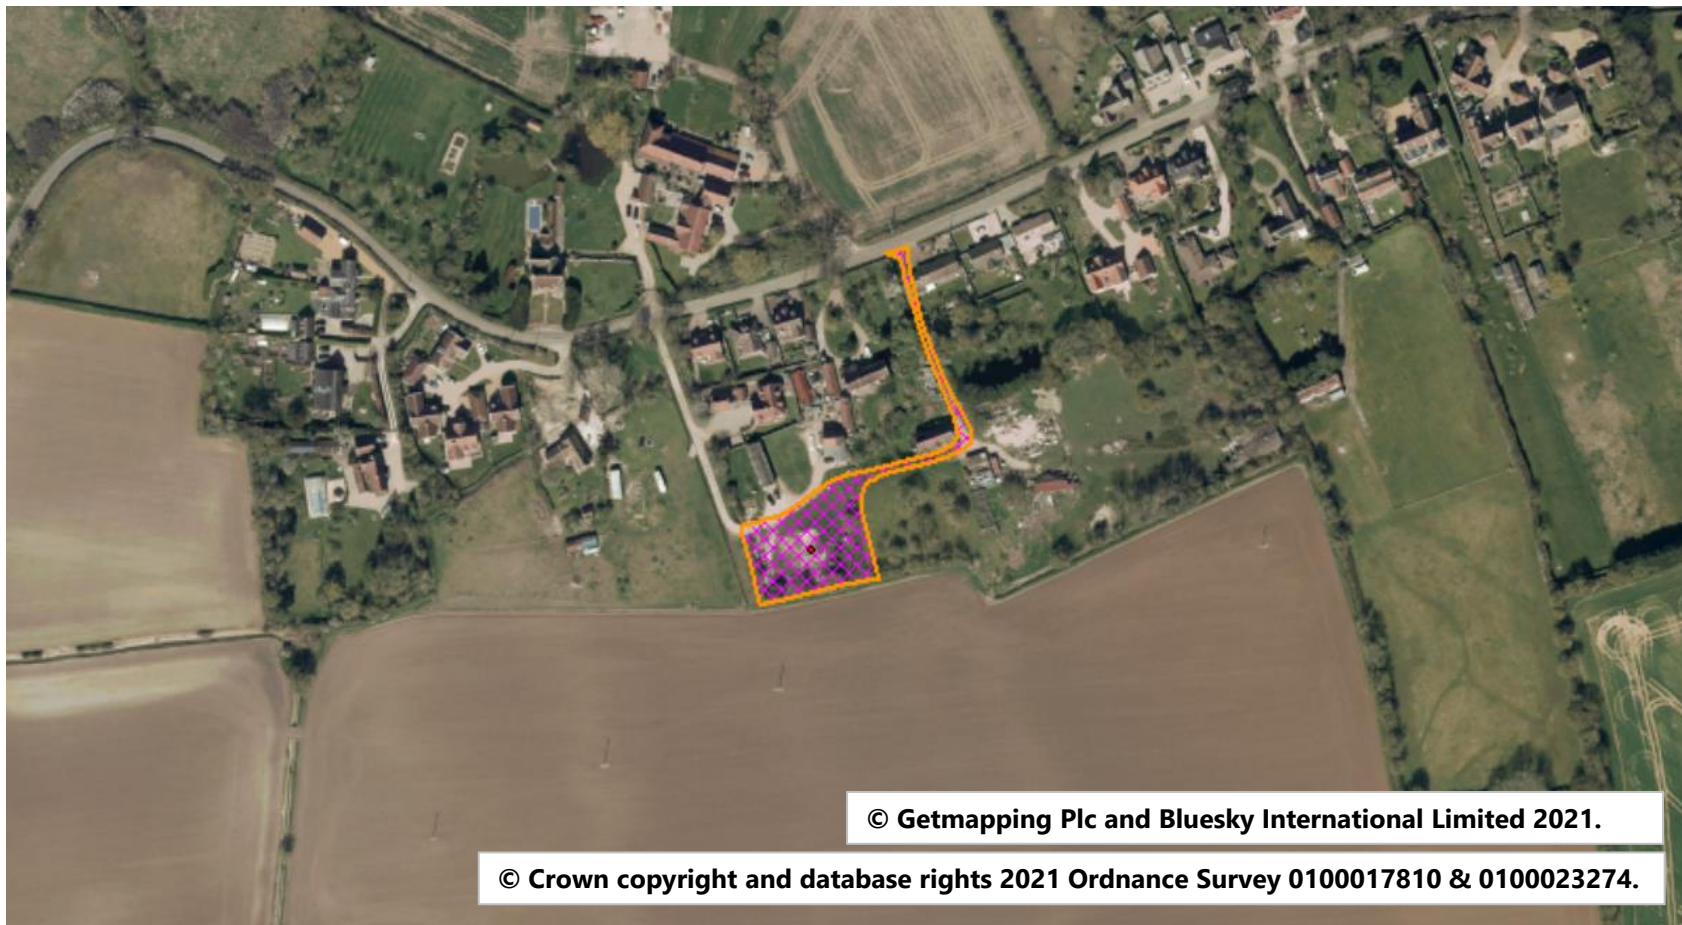 © Getmapping Plc and Bluesky International Limited 2021.
© Crown copyright and database rights 2021 Ordnance Survey 0100017810 & 0100023274.